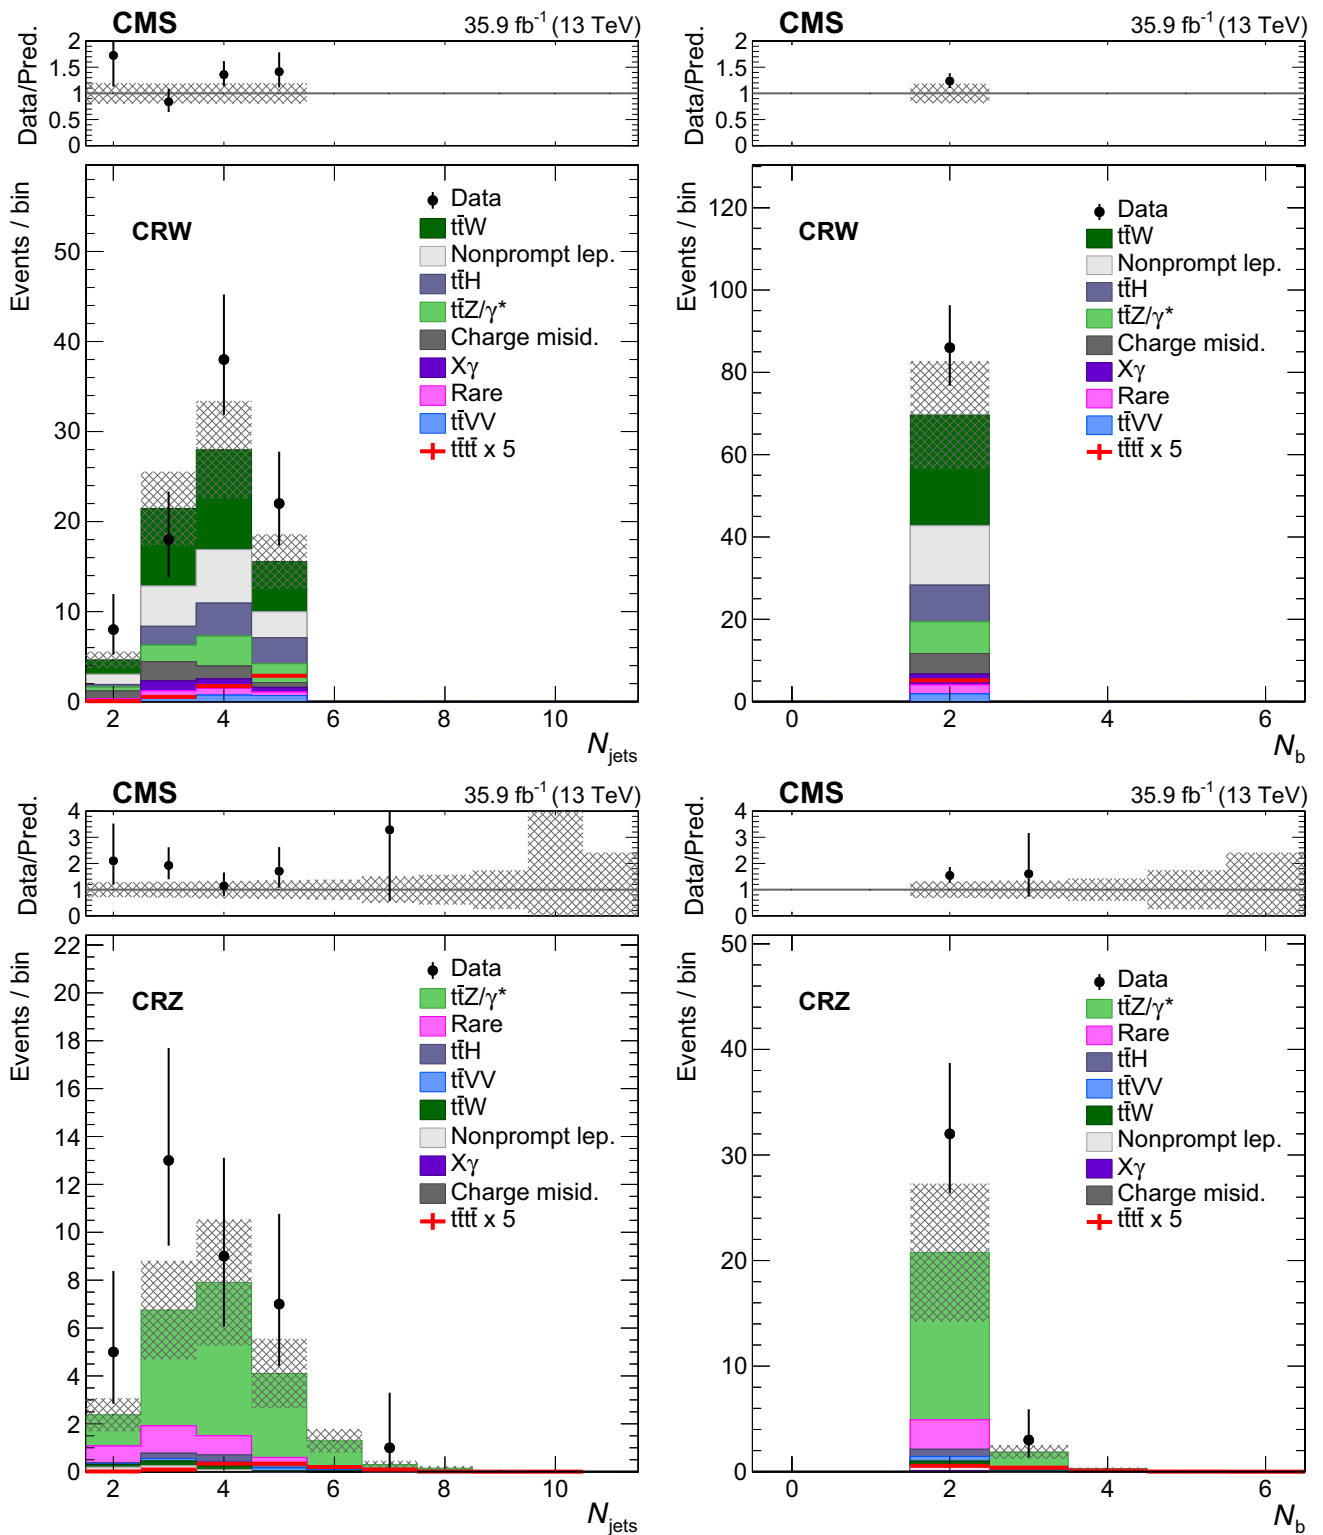 CMS 35.9 fb⁻¹ (13 TeV)
Data/Pred.
2
1.5
1
0.5
0
Events / bin
CRW
Data
tt̄W
Nonprompt lep.
tt̄H
tt̄Z/γ*
Charge misid.
Xγ
Rare
tt̄VV
tt̄tt̄ x 5
50
40
30
20
10
0
2 4 6 8 10
N_jets
CMS 35.9 fb⁻¹ (13 TeV)
Data/Pred.
2
1.5
1
0.5
0
Events / bin
CRW
Data
tt̄W
Nonprompt lep.
tt̄H
tt̄Z/γ*
Charge misid.
Xγ
Rare
tt̄VV
tt̄tt̄ x 5
120
100
80
60
40
20
0
0 2 4 6
N_b
CMS 35.9 fb⁻¹ (13 TeV)
Data/Pred.
4
3
2
1
0
Events / bin
CRZ
Data
tt̄Z/γ*
Rare
tt̄H
tt̄VV
tt̄W
Nonprompt lep.
Xγ
Charge misid.
tt̄tt̄ x 5
22
20
18
16
14
12
10
8
6
4
2
0
2 4 6 8 10
N_jets
CMS 35.9 fb⁻¹ (13 TeV)
Data/Pred.
4
3
2
1
0
Events / bin
CRZ
Data
tt̄Z/γ*
Rare
tt̄H
tt̄VV
tt̄W
Nonprompt lep.
Xγ
Charge misid.
tt̄tt̄ x 5
50
40
30
20
10
0
0 2 4 6
N_b